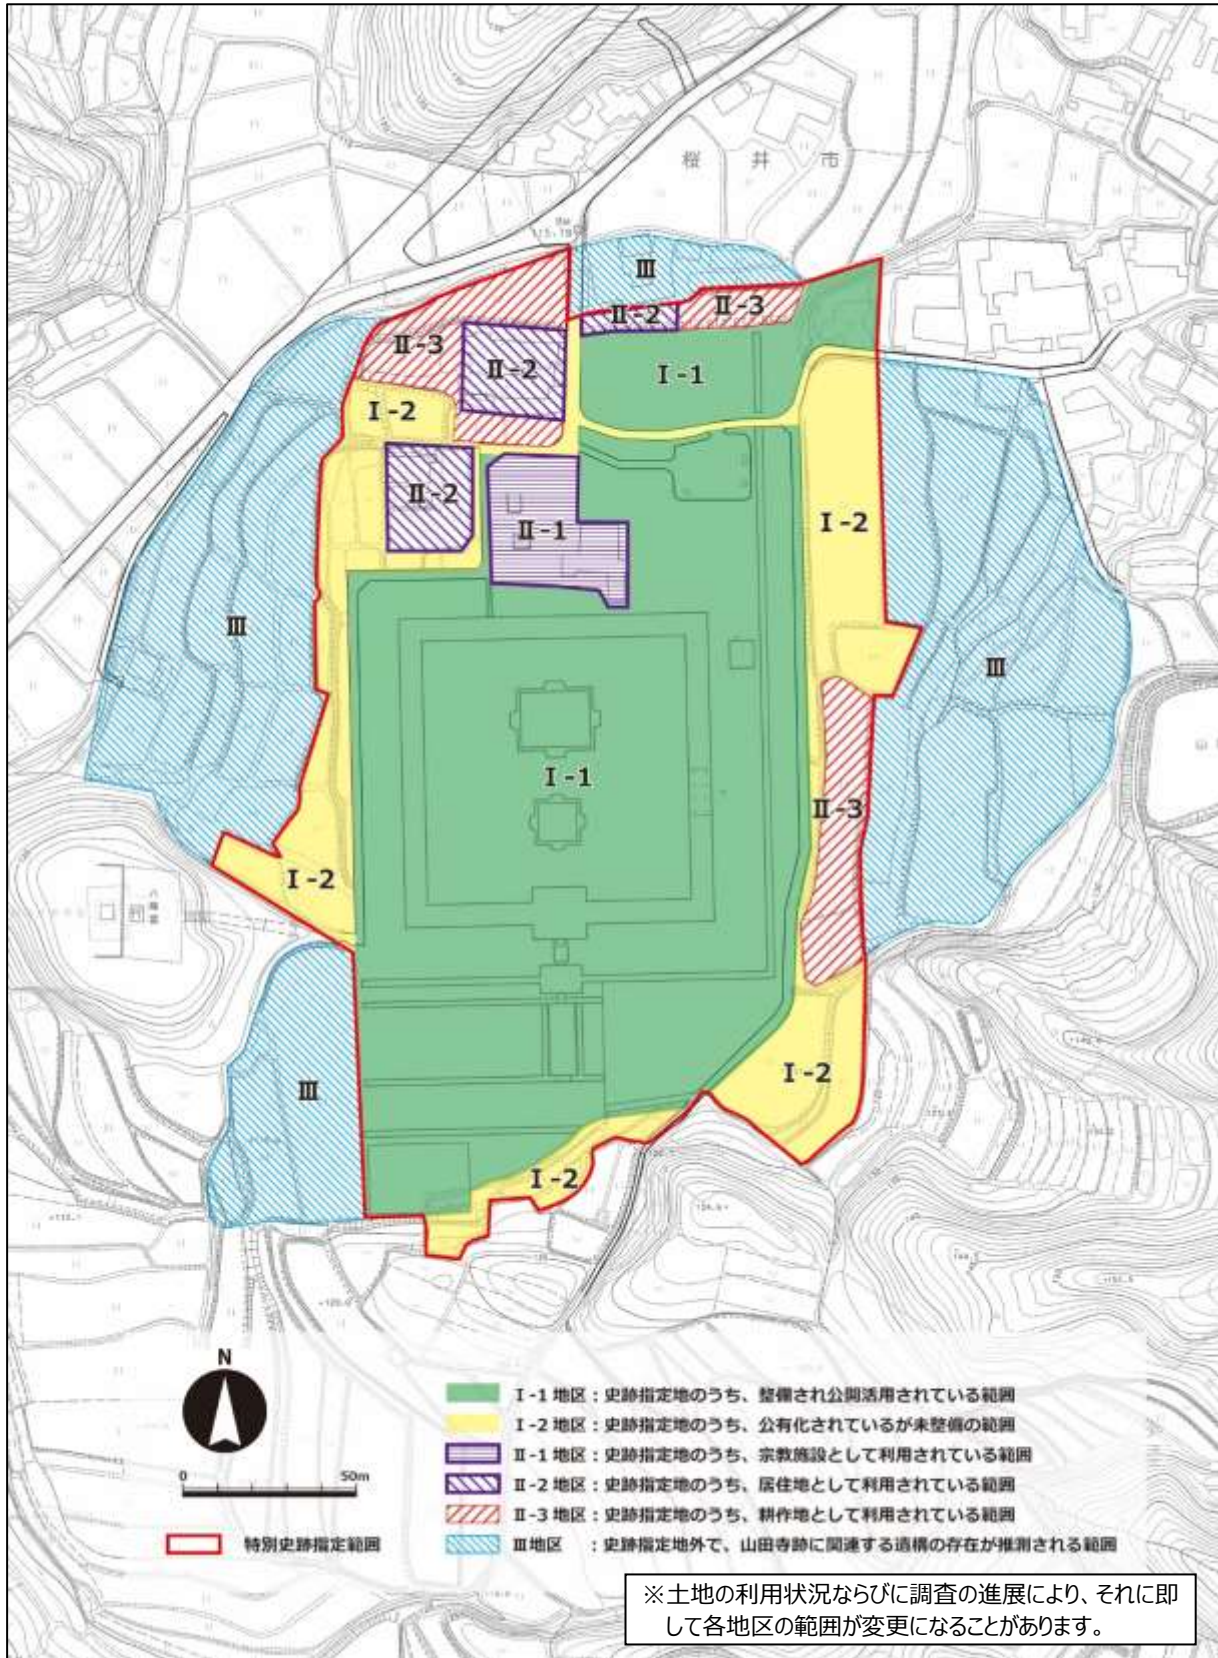 桜井市
115.19
Ⅲ
Ⅱ-2
Ⅱ-3
Ⅱ-3
Ⅱ-2
Ⅰ-1
Ⅰ-2
Ⅱ-2
Ⅱ-1
Ⅰ-2
Ⅲ
Ⅲ
Ⅰ-1
Ⅱ-3
Ⅰ-2
Ⅰ-2
Ⅲ
Ⅰ-2
N
0 50m
特別史跡指定範囲
Ⅰ-1 地区：史跡指定地のうち、整備され公開活用されている範囲
Ⅰ-2 地区：史跡指定地のうち、公有化されているが未整備の範囲
Ⅱ-1 地区：史跡指定地のうち、宗教施設として利用されている範囲
Ⅱ-2 地区：史跡指定地のうち、居住地として利用されている範囲
Ⅱ-3 地区：史跡指定地のうち、耕作地として利用されている範囲
Ⅲ地区　：史跡指定地外で、山田寺跡に関連する遺構の存在が推測される範囲
※土地の利用状況ならびに調査の進展により、それに即
して各地区の範囲が変更になることがあります。